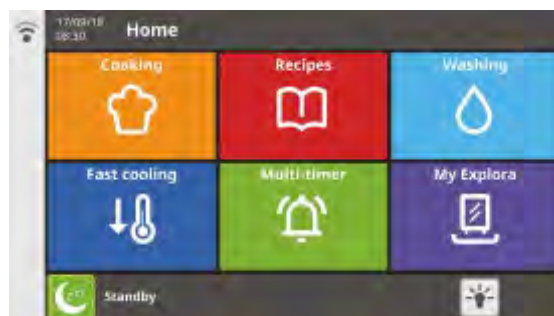 17/09/18
08:30
Home
Cooking
Recipes
Washing
Fast cooling
Multi-timer
My Explora
Standby